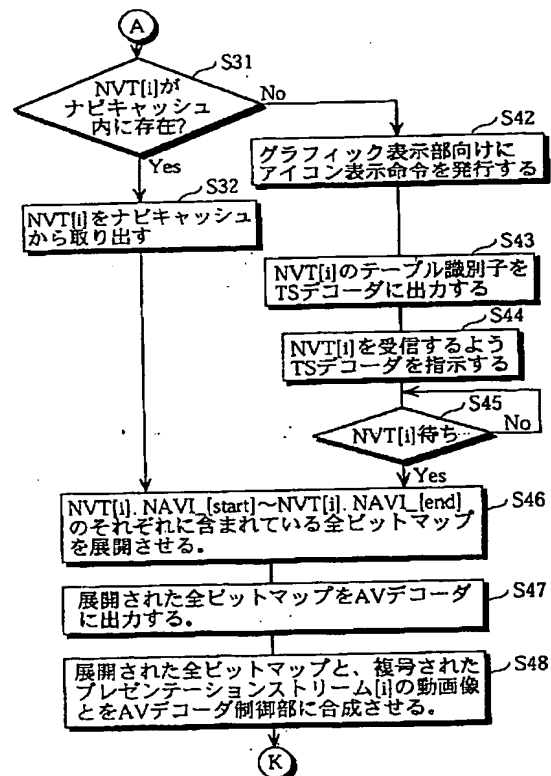 A
S31
NVT[i]が
ナビキャッシュ
内に存在?
No
Yes
S32
NVT[i]をナビキャッシュ
から取り出す
S42
グラフィック表示部向けに
アイコン表示命令を発行する
S43
NVT[i]のテーブル識別子を
TSデコーダに出力する
S44
NVT[i]を受信するよう
TSデコーダを指示する
S45
NVT[i]待ち…
No
Yes
S46
NVT[i]. NAVI_[start]~NVT[i]. NAVI_[end]
のそれぞれに含まれている全ビットマップ
を展開させる。
S47
展開された全ビットマップをAVデコーダ
に出力する。
S48
展開された全ビットマップと、複号された
プレゼンテーションストリーム[i]の動画像
とをAVデコーダ制御部に合成させる。
K